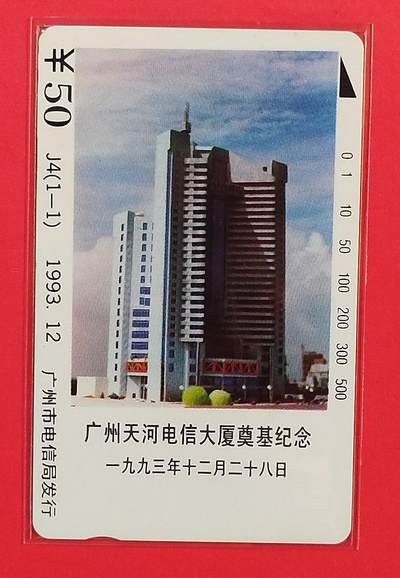 ¥50
J4(1—1) 1993.12 广州市电信局发行
0 1 10 50 100 200 300 500
广州天河电信大厦奠基纪念
一九九三年十二月二十八日